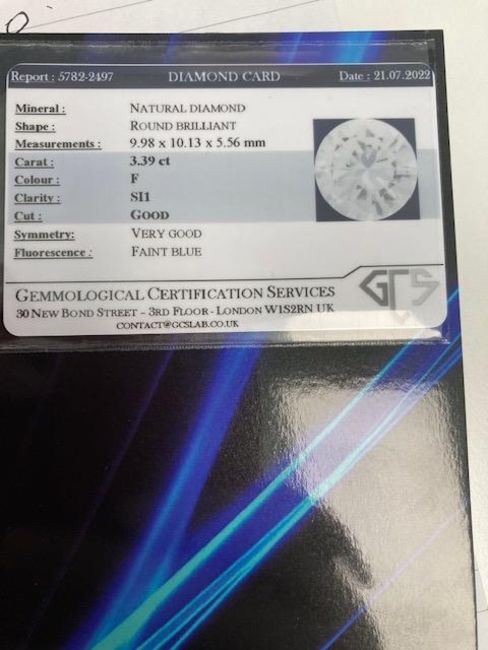 Report : 5782-2497 DIAMOND CARD Date : 21.07.2022
Mineral : NATURAL DIAMOND
Shape : ROUND BRILLIANT
Measurements : 9.98 x 10.13 x 5.56 mm
Carat : 3.39 ct
Colour : F
Clarity : SI1
Cut : GOOD
Symmetry: VERY GOOD
Fluorescence : FAINT BLUE
GCS
GEMMOLOGICAL CERTIFICATION SERVICES
30 NEW BOND STREET - 3RD FLOOR - LONDON W1S2RN UK
CONTACT@GCSLAB.CO.UK